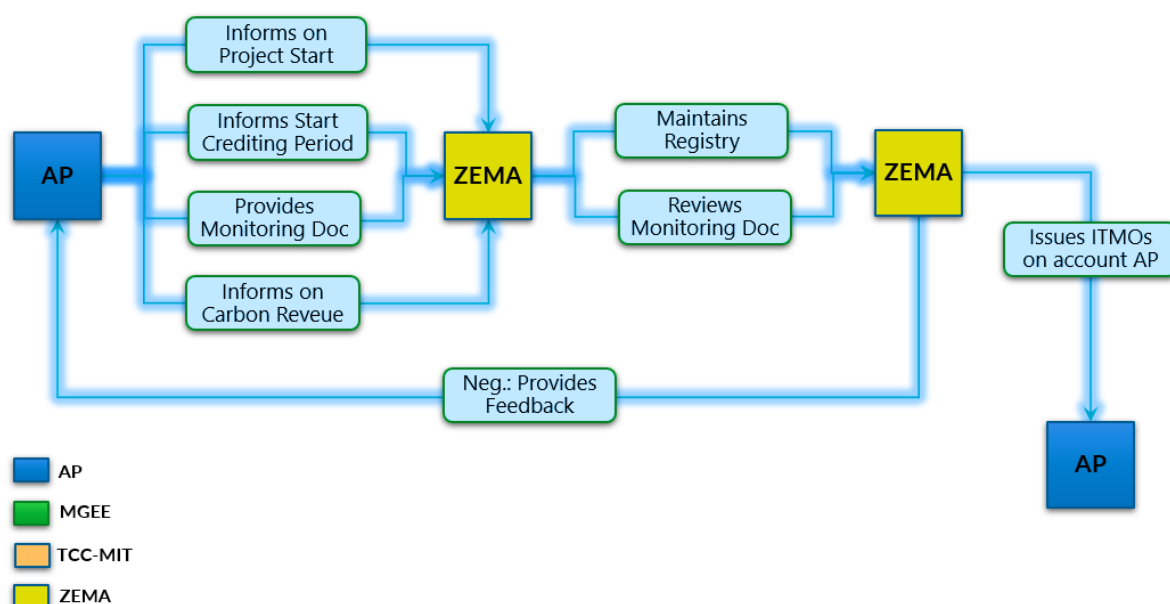 Informs on
Project Start
Informs Start
Crediting Period
AP
Provides
Monitoring Doc
Informs on
Carbon Reveue
ZEMA
Maintains
Registry
Reviews
Monitoring Doc
ZEMA
Issues ITMOs
on account AP
Neg.: Provides
Feedback
AP
AP
MGEE
TCC-MIT
ZEMA